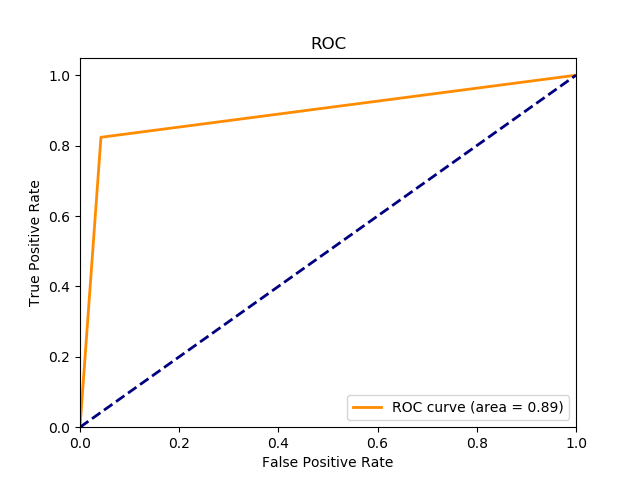 ROC
1.0
0.8
0.6
0.4
0.2
0.0
True Positive Rate
ROC curve (area = 0.89)
0.0 0.2 0.4 0.6 0.8 1.0
False Positive Rate